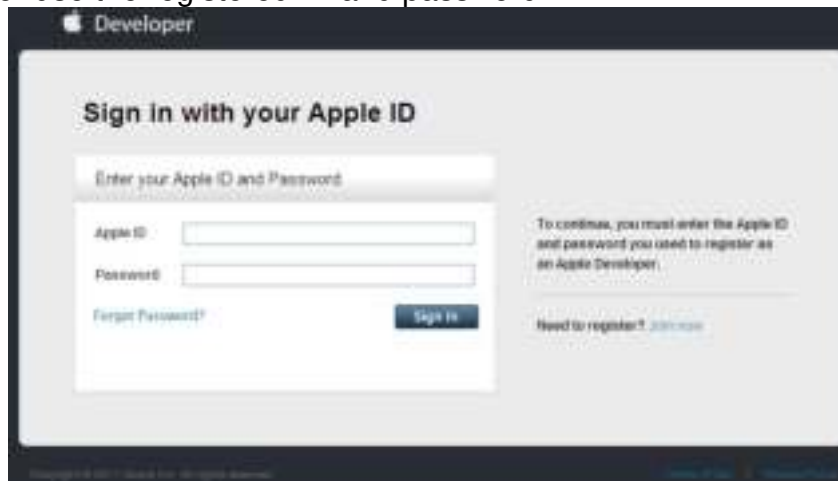 Developer
Sign in with your Apple ID
Enter your Apple ID and Password
Apple ID
Password
Forgot Password?
Sign In
To continue, you must enter the Apple ID
and password you used to register as
an Apple Developer.
Need to register? Join now